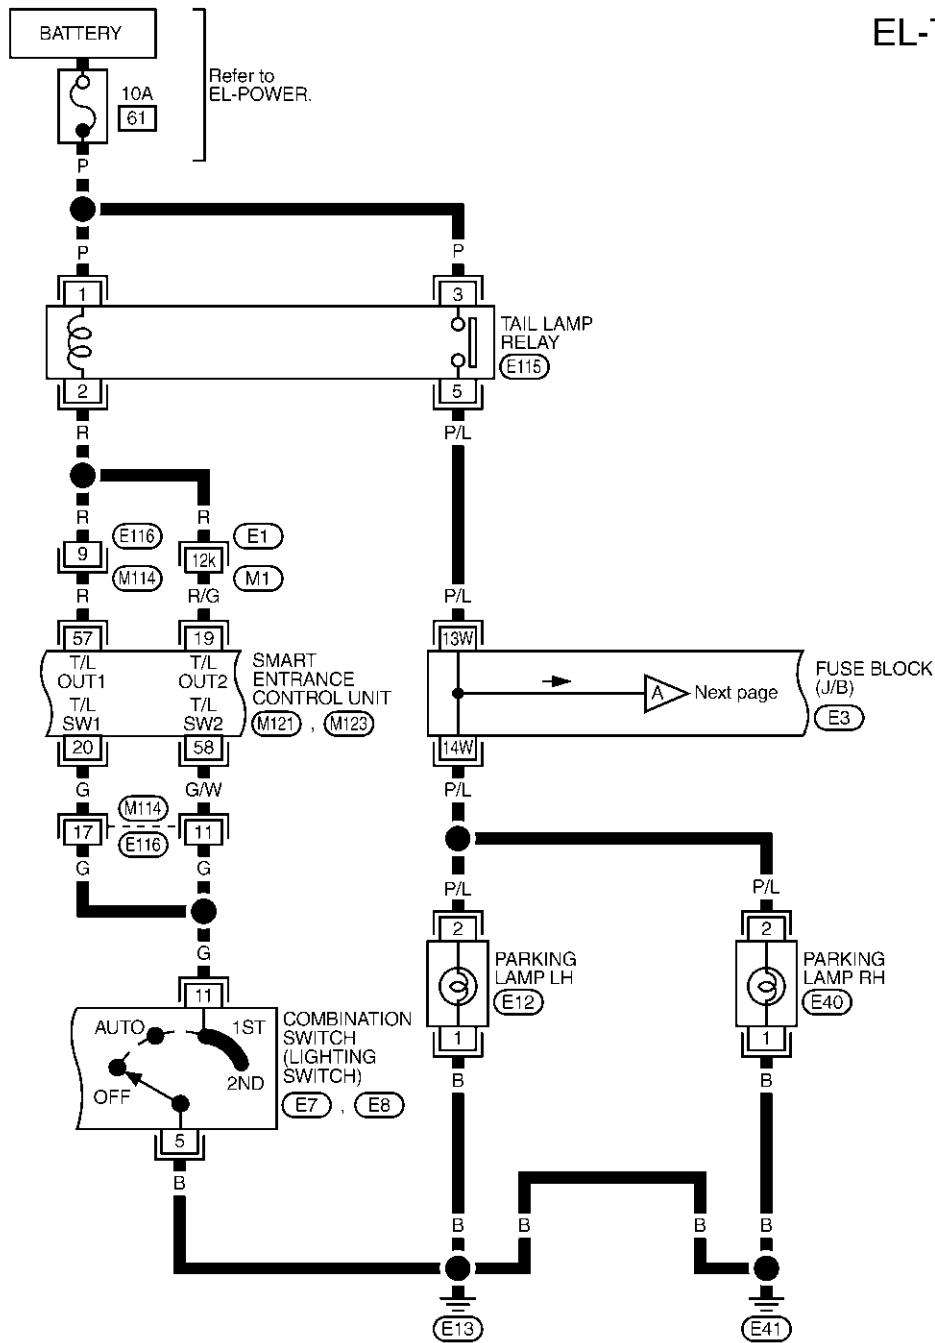 EL-
BATTERY
10A
61
Refer to
EL-POWER.
P
P
P
1
3
TAIL LAMP
RELAY
E115
2
5
R
P/L
R
R
E116
E1
9
12k
M114
M1
R
R/G
P/L
57
19
13W
T/L
OUT1
T/L
OUT2
T/L
SW1
T/L
SW2
SMART
ENTRANCE
CONTROL UNIT
M121 , M123
A
Next page
FUSE BLOCK
(J/B)
E3
20
58
14W
G
G/W
P/L
M114
17
11
E116
G
G
P/L
P/L
G
2
2
PARKING
LAMP LH
E12
PARKING
LAMP RH
E40
11
AUTO
1ST
OFF
2ND
COMBINATION
SWITCH
(LIGHTING
SWITCH)
E7 , E8
1
1
B
B
5
B
B
B
B
B
E13
E41